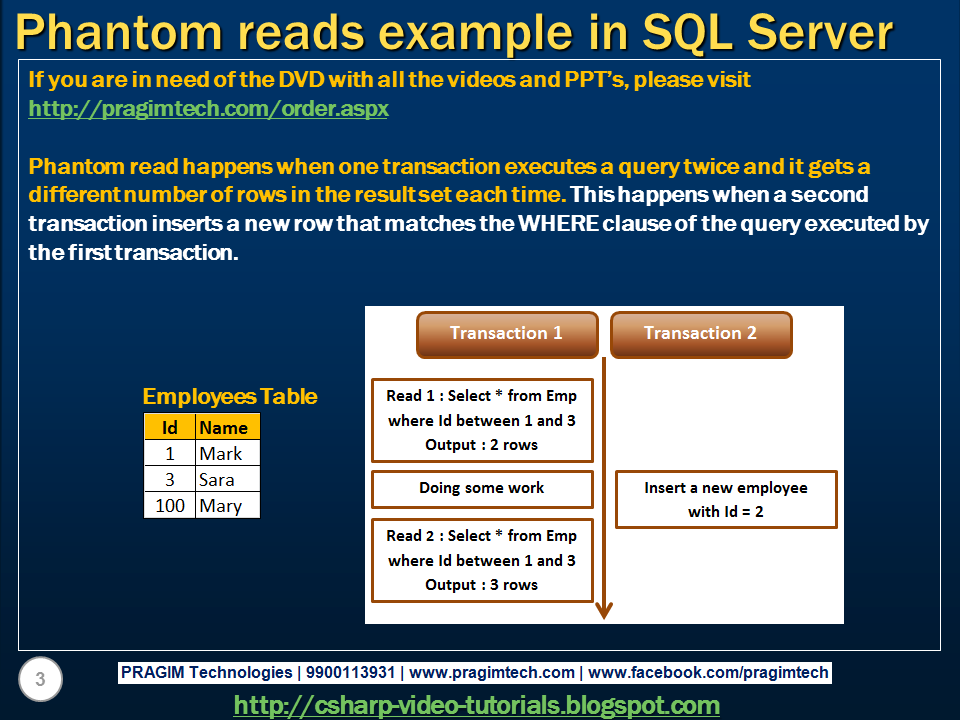 Phantom reads example in SQL Server
If you are in need of the DVD with all the videos and PPT's, please visit
http://pragimtech.com/order.aspx
Phantom read happens when one transaction executes a query twice and it gets a
different number of rows in the result set each time. This happens when a second
transaction inserts a new row that matches the WHERE clause of the query executed by
the first transaction.
Employees Table
Id Name
1 Mark
3 Sara
100 Mary
Transaction 1
Transaction 2
Read 1 : Select * from Emp
where Id between 1 and 3
Output : 2 rows
Doing some work
Insert a new employee
with Id = 2
Read 2 : Select * from Emp
where Id between 1 and 3
Output : 3 rows
3
PRAGIM Technologies | 9900113931 | www.pragimtech.com | www.facebook.com/pragimtech
http://csharp-video-tutorials.blogspot.com